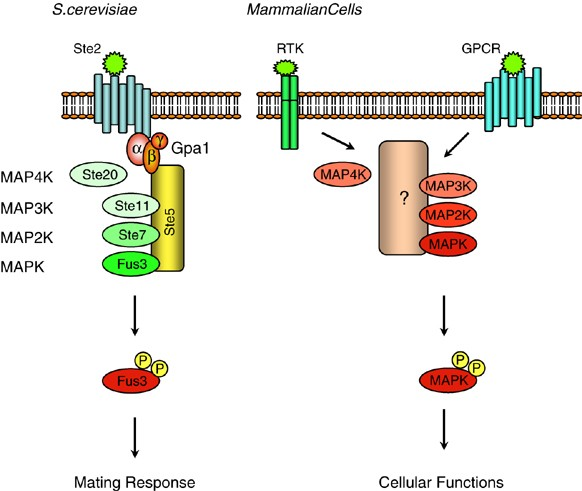 S.cerevisiae
MammalianCells
Ste2
RTK
GPCR
α
β
γ
Gpa1
MAP4K
Ste20
MAP3K
Ste11
MAP2K
Ste7
MAPK
Fus3
Ste5
MAP4K
?
MAP3K
MAP2K
MAPK
P
P
Fus3
P
P
MAPK
Mating Response
Cellular Functions